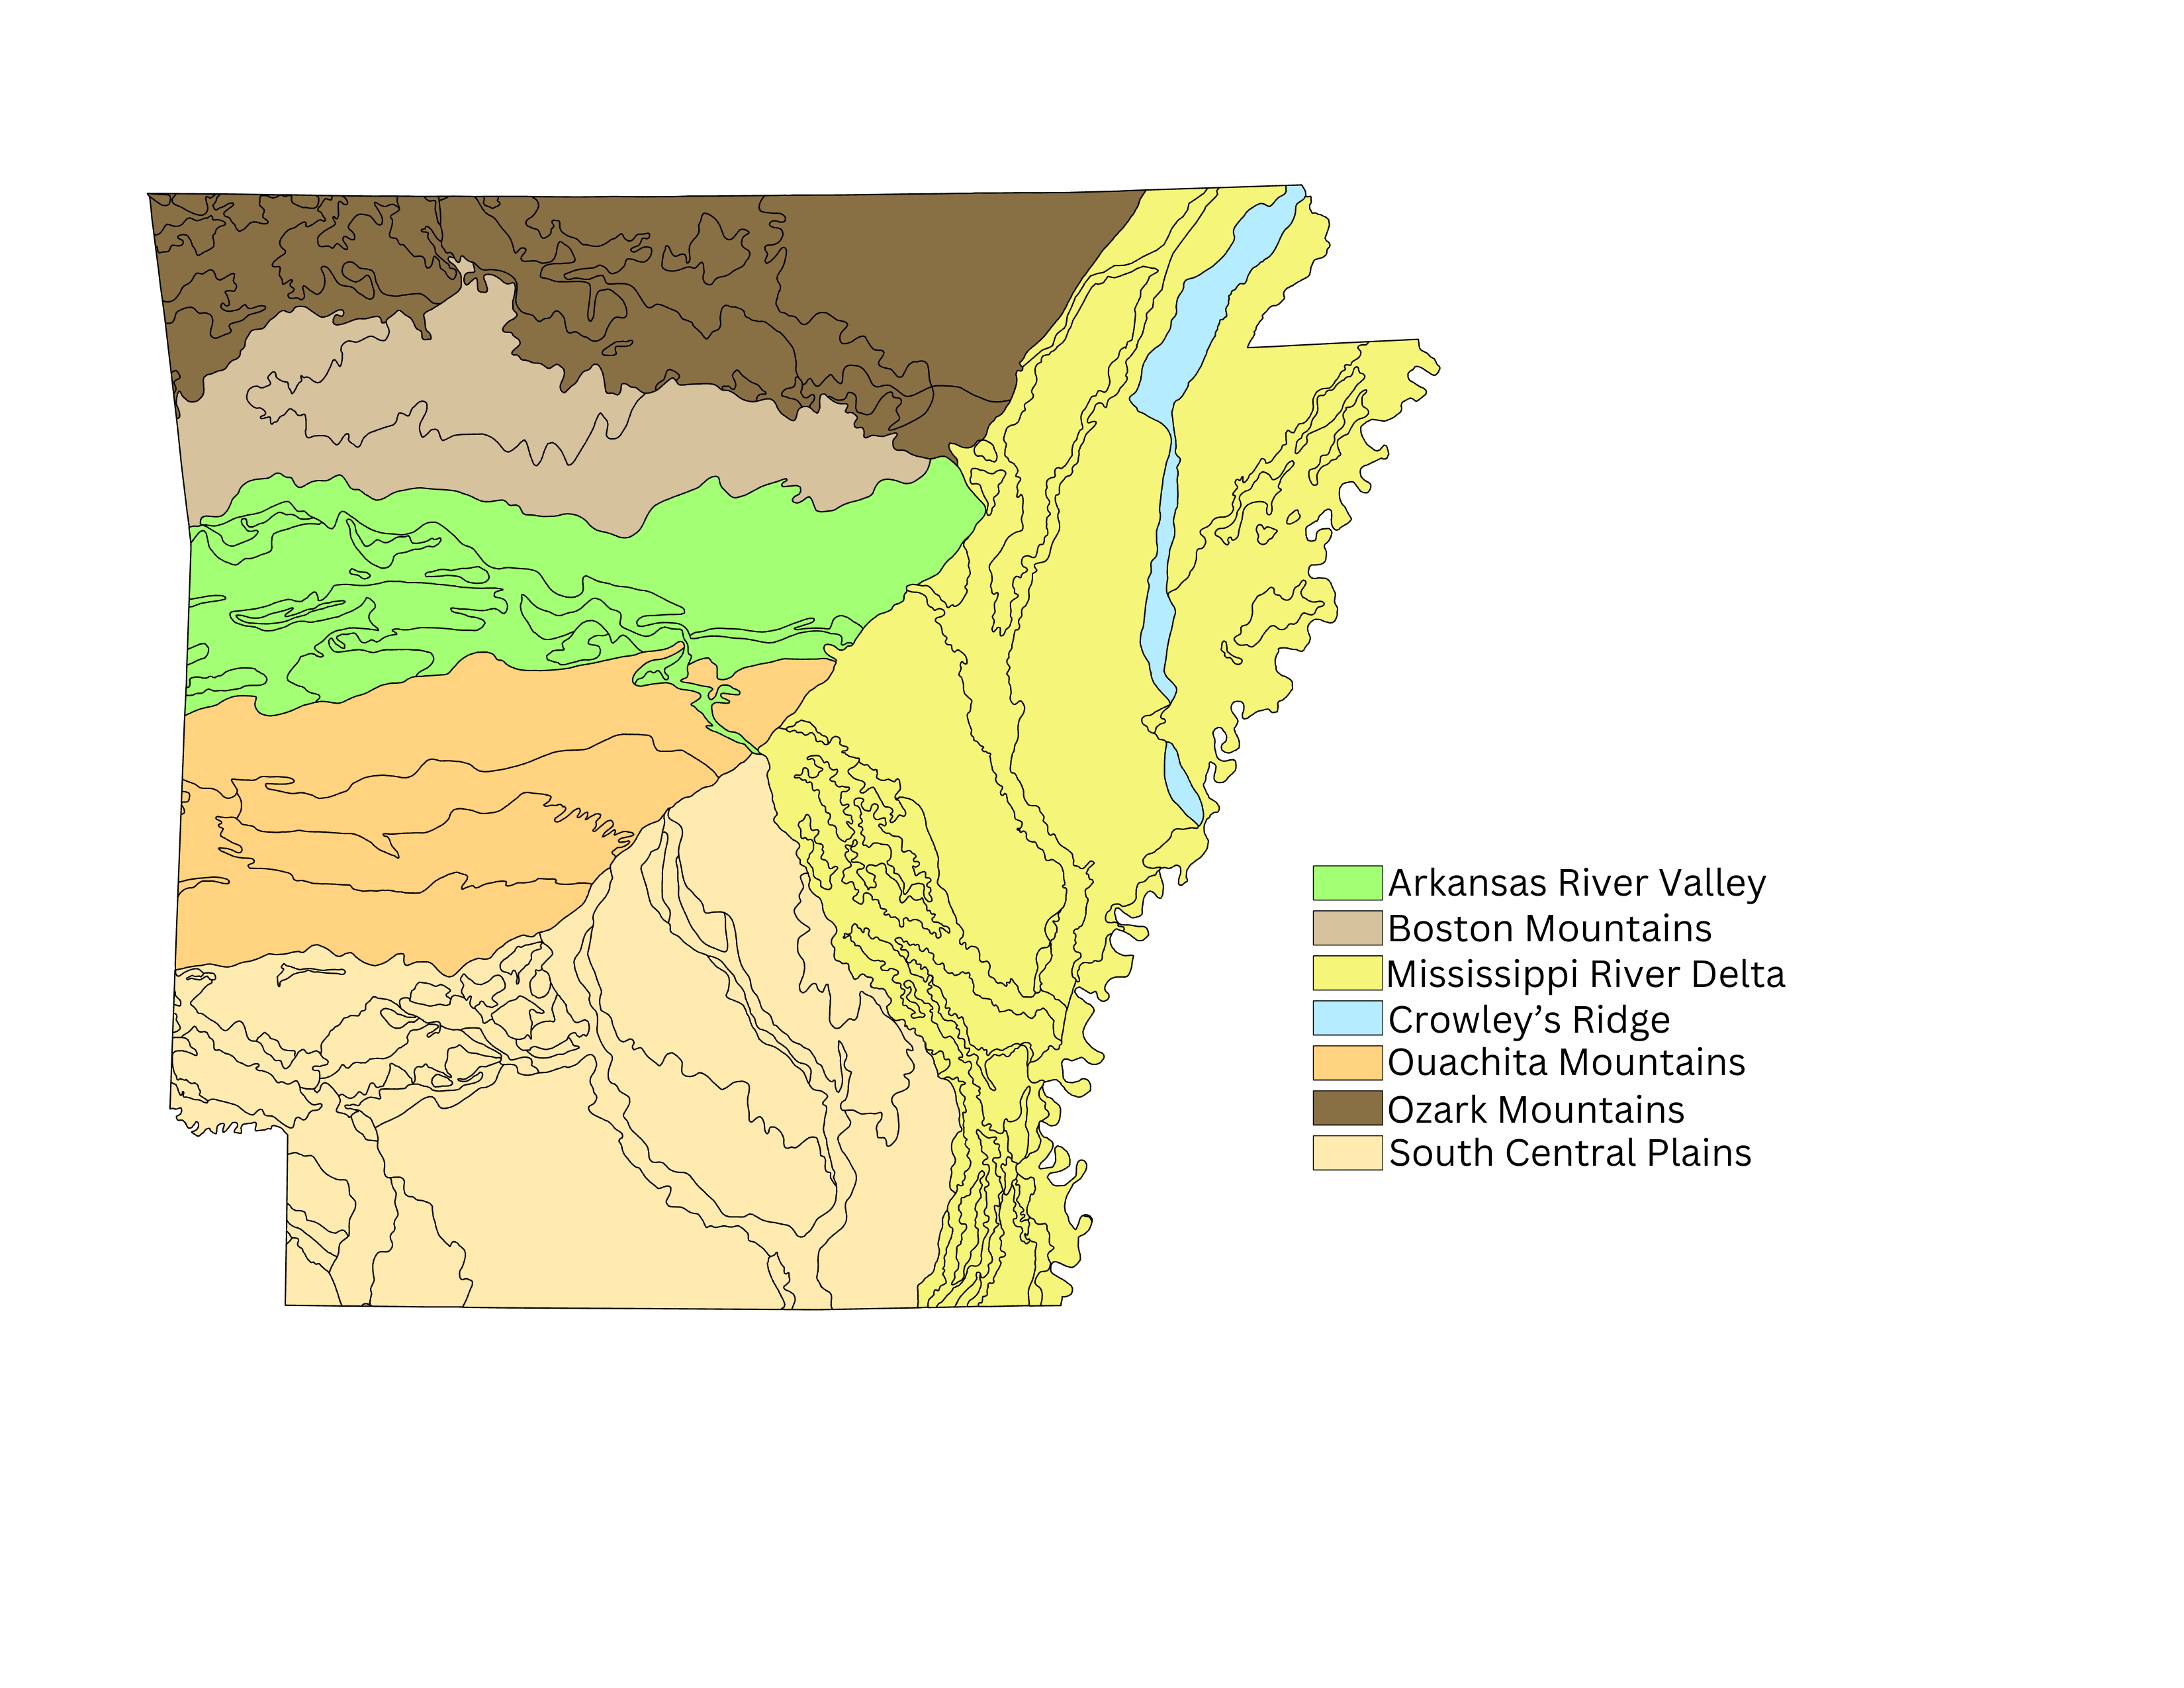 Arkansas River Valley
Boston Mountains
Mississippi River Delta
Crowley’s Ridge
Ouachita Mountains
Ozark Mountains
South Central Plains